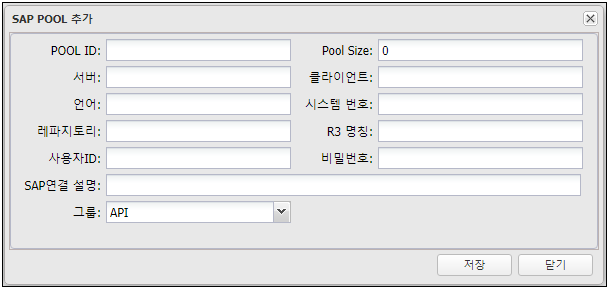 SAP POOL 추가
POOL ID: Pool Size: 0
서버: 클라이언트:
언어: 시스템 번호:
레파지토리: R3 명칭:
사용자ID: 비밀번호:
SAP연결 설명:
그룹: API
저장 닫기